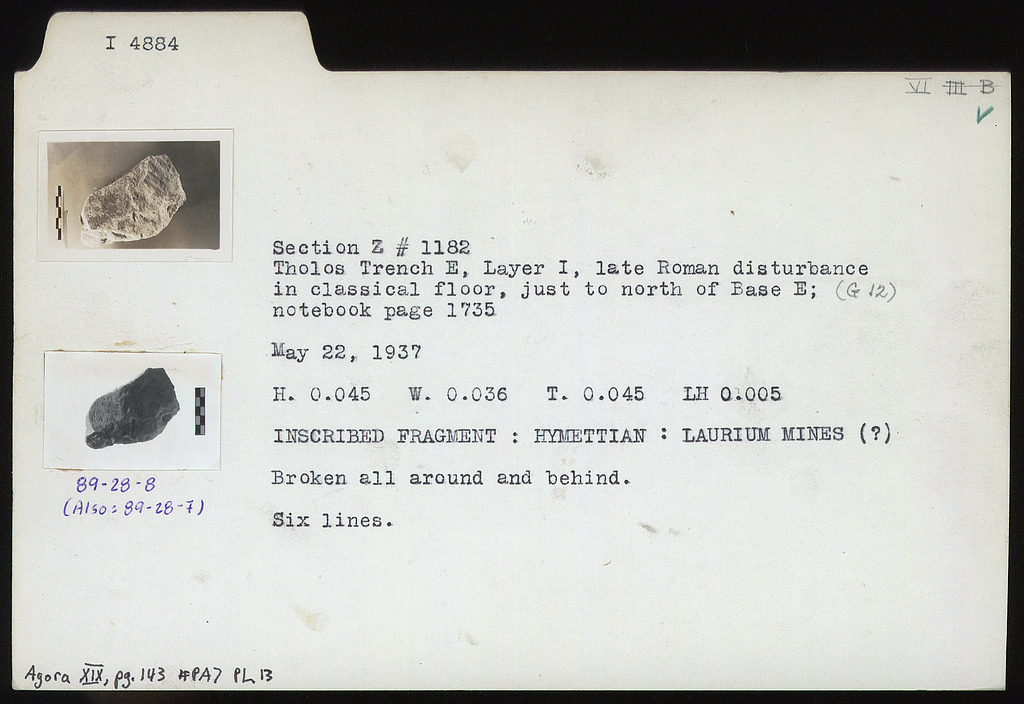 I 4884
VI III B
Section Z # 1182
Tholos Trench E, Layer I, late Roman disturbance
in classical floor, just to north of Base E; (G 12)
notebook page 1735
May 22, 1937
H. 0.045 W. 0.036 T. 0.045 LH 0.005
INSCRIBED FRAGMENT : HYMETTIAN : LAURIUM MINES (?)
Broken all around and behind.
Six lines.
89-28-8
(Also: 89-28-7)
Agora XIX, pg. 143 #PA7 PL 13